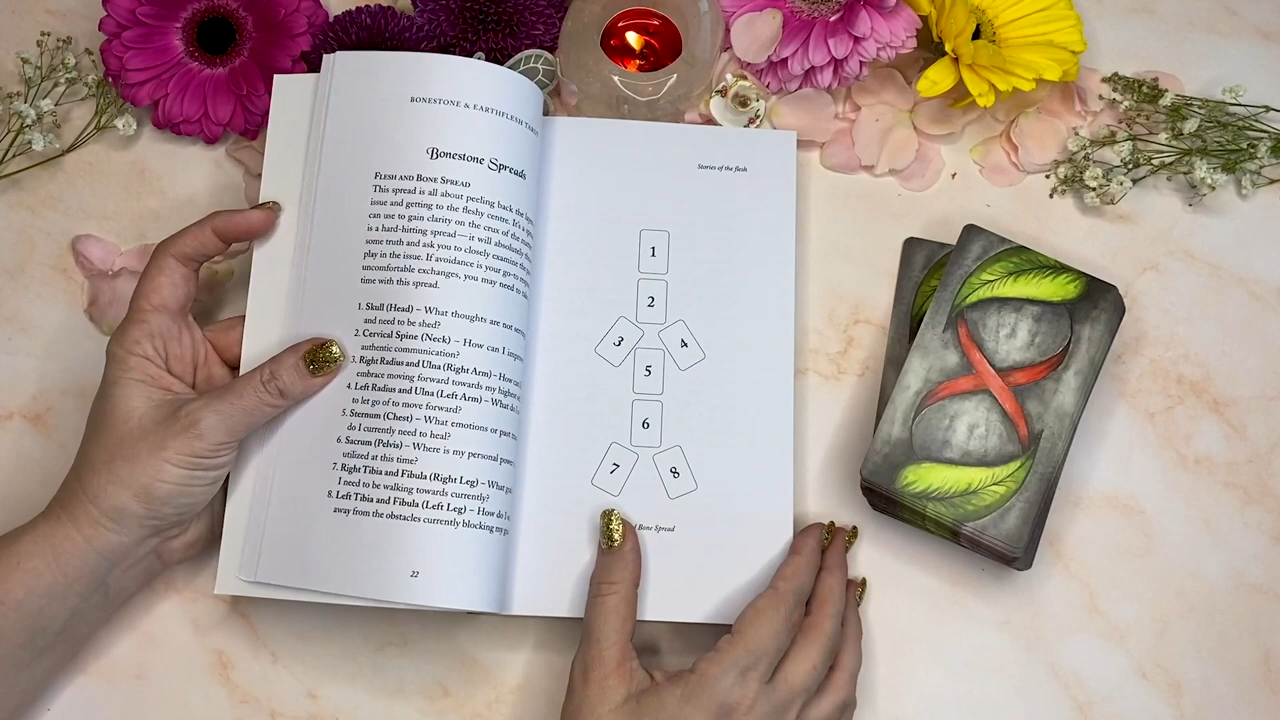 BONESTONE & EARTHFLESH TAROT
Bonestone Spreads
FLESH AND BONE SPREAD
This spread is all about peeling back the
issue and getting to the fleshy centre. It's a
can use to gain clarity on the crux of the
is a hard-hitting spread—it will absolutely
some truth and ask you to closely examine the
play in the issue. If avoidance is your go-to
uncomfortable exchanges, you may need to
time with this spread.
1. Skull (Head) – What thoughts are not
and need to be shed?
2. Cervical Spine (Neck) – How can I
authentic communication?
3. Right Radius and Ulna (Right Arm) – How
embrace moving forward towards my highest
4. Left Radius and Ulna (Left Arm) – What do
to let go of to move forward?
5. Sternum (Chest) – What emotions or past
do I currently need to heal?
6. Sacrum (Pelvis) – Where is my personal
utilized at this time?
7. Right Tibia and Fibula (Right Leg) – What
I need to be walking towards currently?
8. Left Tibia and Fibula (Left Leg) – How do I
away from the obstacles currently blocking my
22
Stories of the flesh
1
2
3 4
5
6
7 8
Bone Spread